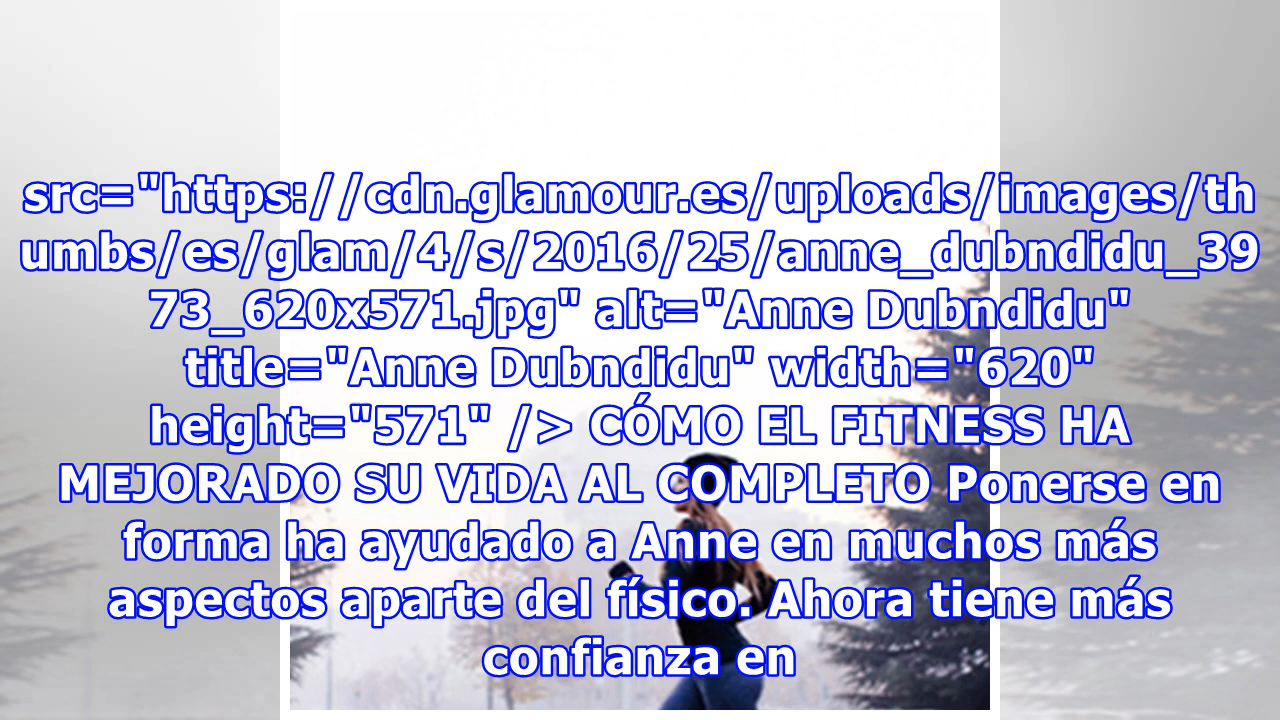 src="https://cdn.glamour.es/uploads/images/th
umbs/es/glam/4/s/2016/25/anne_dubndidu_39
73_620x571.jpg" alt="Anne Dubndidu"
title="Anne Dubndidu" width="620"
height="571" /> CÓMO EL FITNESS HA
MEJORADO SU VIDA AL COMPLETO Ponerse en
forma ha ayudado a Anne en muchos más
aspectos aparte del físico. Ahora tiene más
confianza en